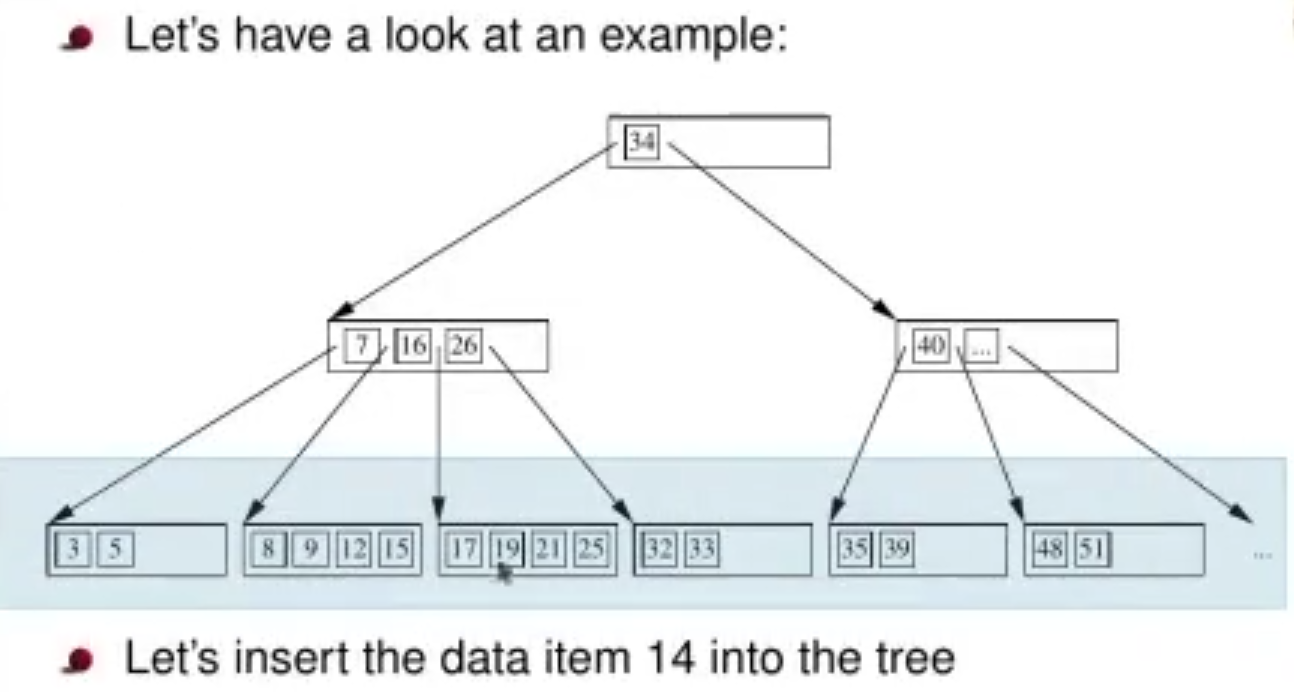 Let's have a look at an example:
34
7 16 26 40 ...
3 5 8 9 12 15 17 19 21 25 32 33 35 39 48 51 ...
Let's insert the data item 14 into the tree